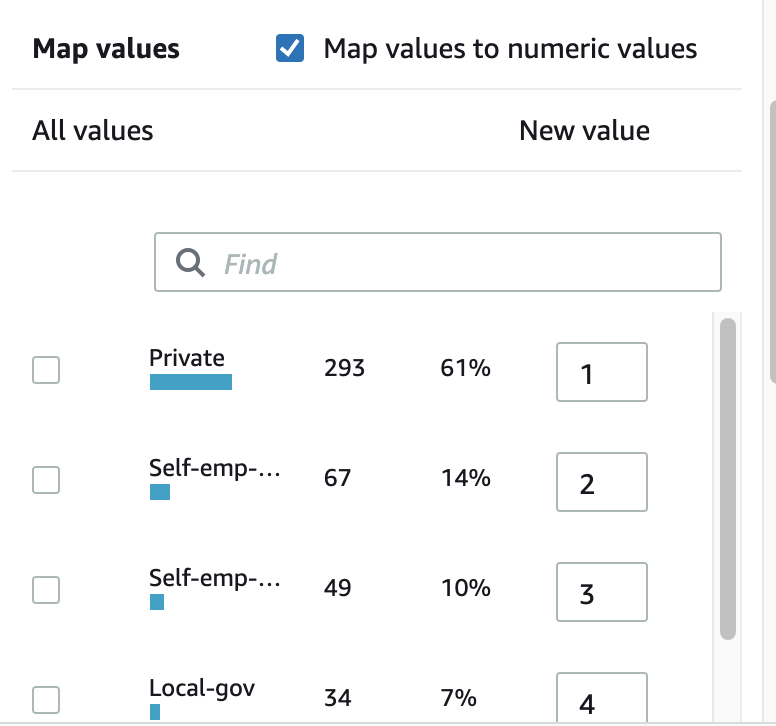 Map values Map values to numeric values
All values New value
Find
Private 293 61% 1
Self-emp-... 67 14% 2
Self-emp-... 49 10% 3
Local-gov 34 7% 4